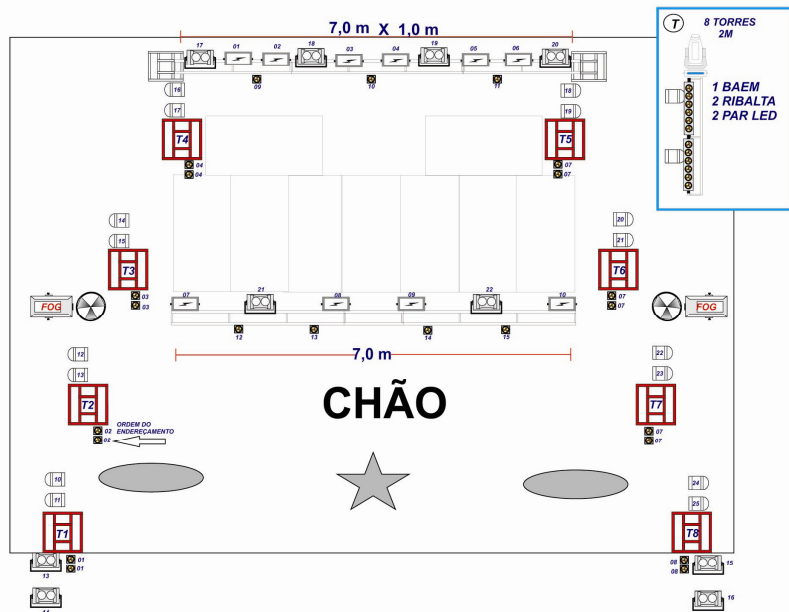 7,0 m X 1,0 m
17
01
02
18
03
04
19
05
06
20
09
10
11
T
8 TORRES
2M
1 BAEM
2 RIBALTA
2 PAR LED
16
17
T4
04
04
18
19
T5
07
07
14
15
T3
03
03
20
21
T6
07
07
FOG
FOG
07
21
08
09
22
10
12
13
14
15
7,0 m
CHÃO
12
13
T2
02
02
ORDEM DO
ENDEREÇAMENTO
22
23
T7
07
07
10
11
T1
01
01
13
24
25
T8
08
08
15
16